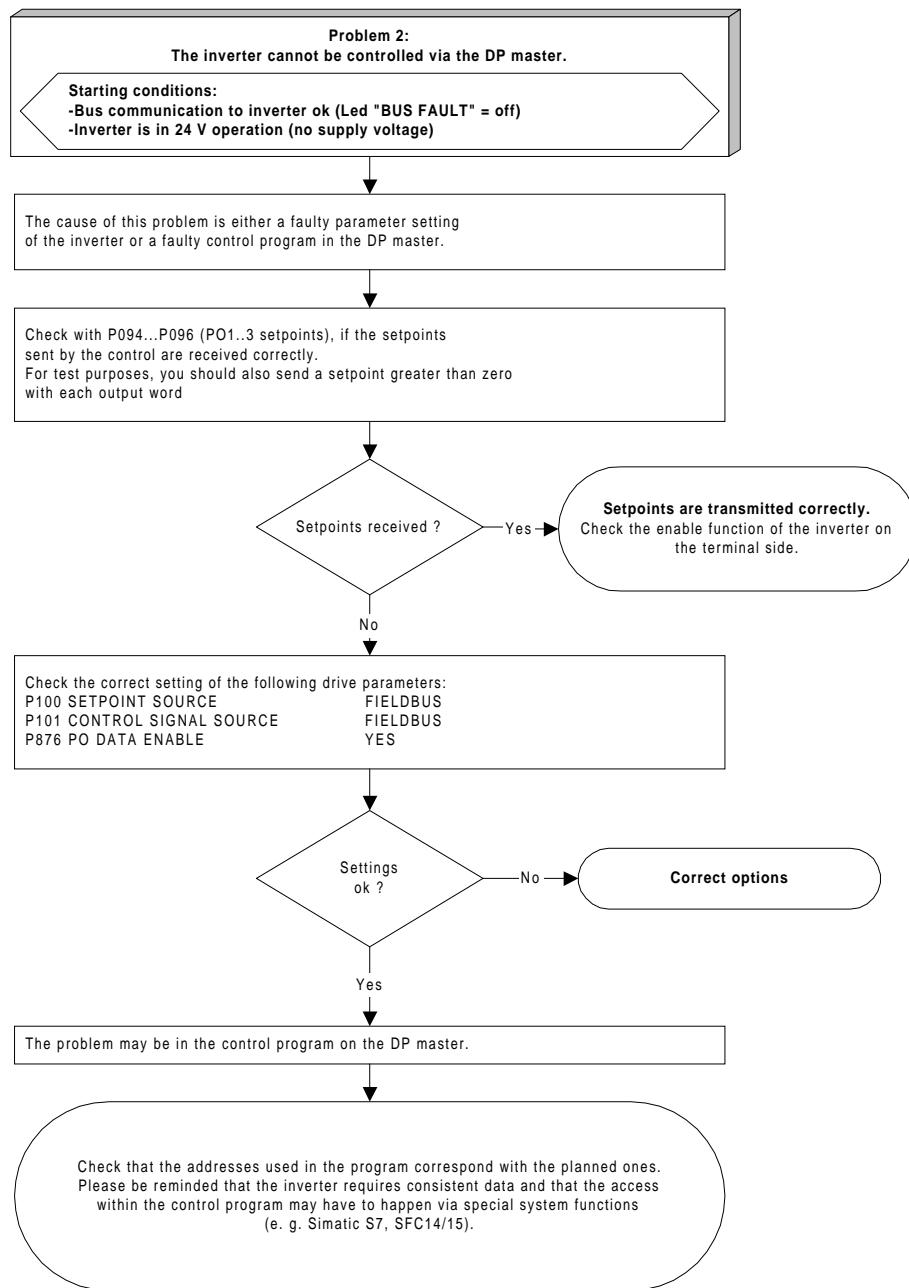 Problem 2:
The inverter cannot be controlled via the DP master.
Starting conditions:
-Bus communication to inverter ok (Led "BUS FAULT" = off)
-Inverter is in 24 V operation (no supply voltage)
The cause of this problem is either a faulty parameter setting
of the inverter or a faulty control program in the DP master.
Check with P094...P096 (PO1..3 setpoints), if the setpoints
sent by the control are received correctly.
For test purposes, you should also send a setpoint greater than zero
with each output word
Setpoints received ?
Yes
Setpoints are transmitted correctly.
Check the enable function of the inverter on
the terminal side.
No
Check the correct setting of the following drive parameters:
P100 SETPOINT SOURCE FIELDBUS
P101 CONTROL SIGNAL SOURCE FIELDBUS
P876 PO DATA ENABLE YES
Settings
ok ?
No
Correct options
Yes
The problem may be in the control program on the DP master.
Check that the addresses used in the program correspond with the planned ones.
Please be reminded that the inverter requires consistent data and that the access
within the control program may have to happen via special system functions
(e. g. Simatic S7, SFC14/15).